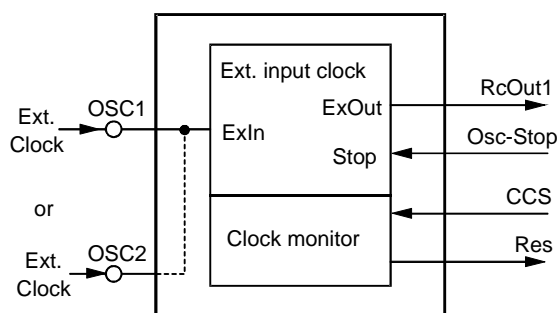 Ext. input clock
RcOut1
ExOut
OSC1
Ext.
Clock
ExIn
Osc-Stop
Stop
or
CCS
Clock monitor
OSC2
Res
Ext.
Clock